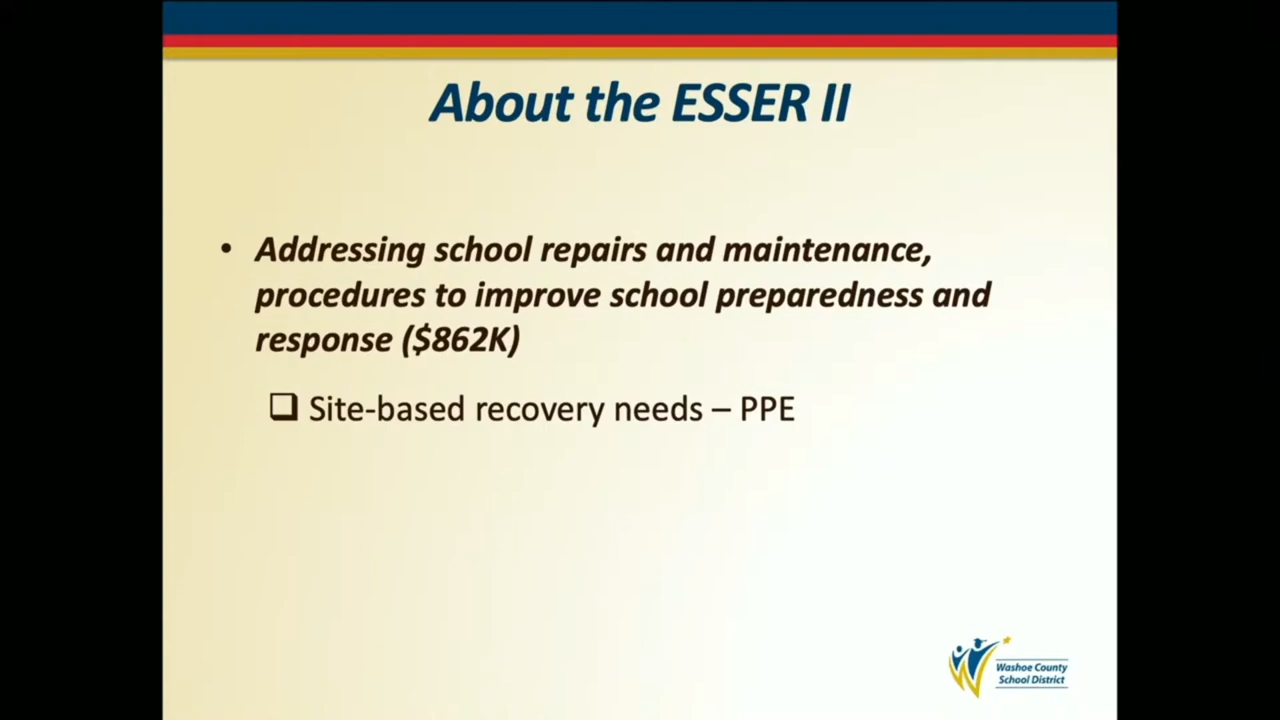 About the ESSER II
• Addressing school repairs and maintenance,
procedures to improve school preparedness and
response ($862K)
❑ Site-based recovery needs – PPE
Washoe County
School District